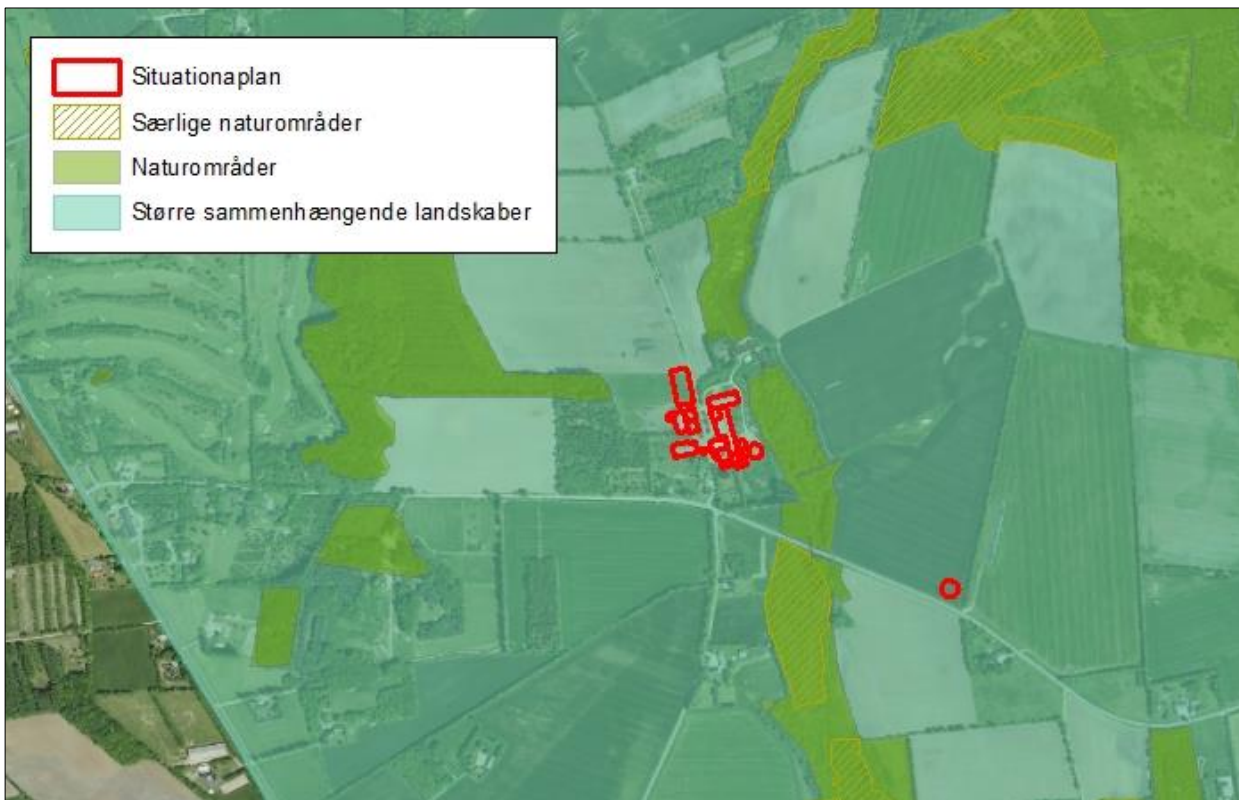 Situationaplan
Særlige naturområder
Naturområder
Større sammenhængende landskaber